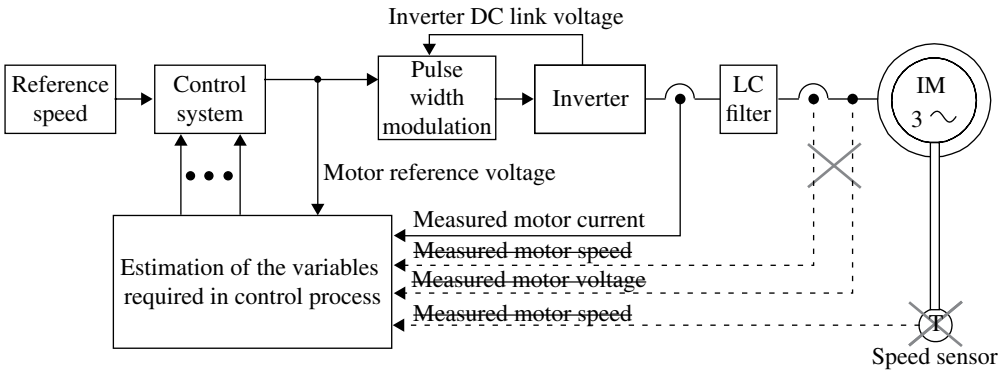 Inverter DC link voltage
Reference
speed
Control
system
Pulse
width
modulation
Inverter
LC
filter
IM
3
Motor reference voltage
Measured motor current
Measured motor speed
Measured motor voltage
Measured motor speed
Estimation of the variables
required in control process
T
Speed sensor